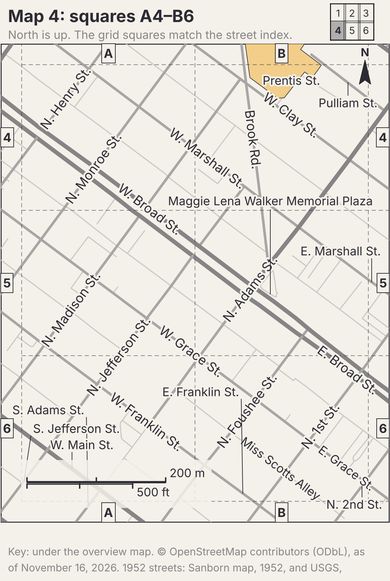 Map 4: squares A4–B6
North is up. The grid squares match the street index.
1 2 3
4 5 6
A
B
N
Prentis St.
N. Henry St.
W. Clay St.
Pulliam St.
Brook Rd.
4
4
W. Marshall St.
N. Monroe St.
W. Broad St.
Maggie Lena Walker Memorial Plaza
E. Marshall St.
5
5
N. Adams St.
N. Madison St.
N. Jefferson St.
W. Grace St.
E. Broad St.
E. Franklin St.
S. Adams St.
W. Franklin St.
N. Foushee St.
N. 1st St.
6
6
S. Jefferson St.
W. Main St.
Miss Scotts Alley
E. Grace St.
200 m
500 ft
N. 2nd St.
A
B
Key: under the overview map. © OpenStreetMap contributors (ODbL), as
of November 16, 2026. 1952 streets: Sanborn map, 1952, and USGS,